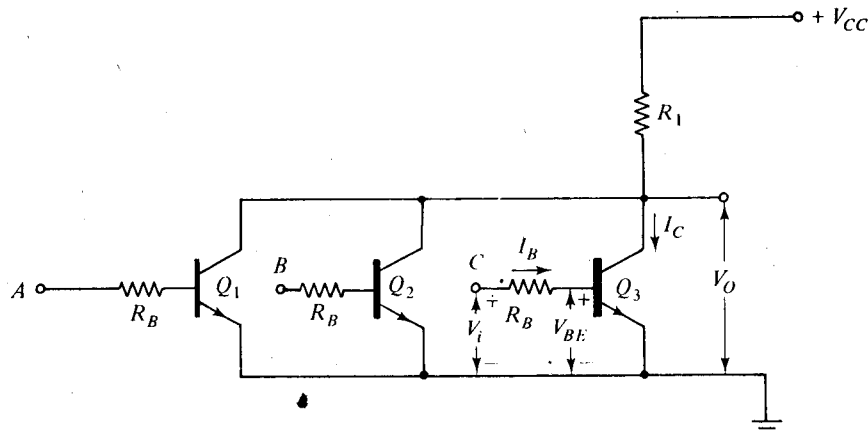 + V_CC
R_1
I_C
A
R_B
Q_1
B
R_B
Q_2
C
I_B
+
R_B
V_i
−
+
V_BE
−
Q_3
V_O